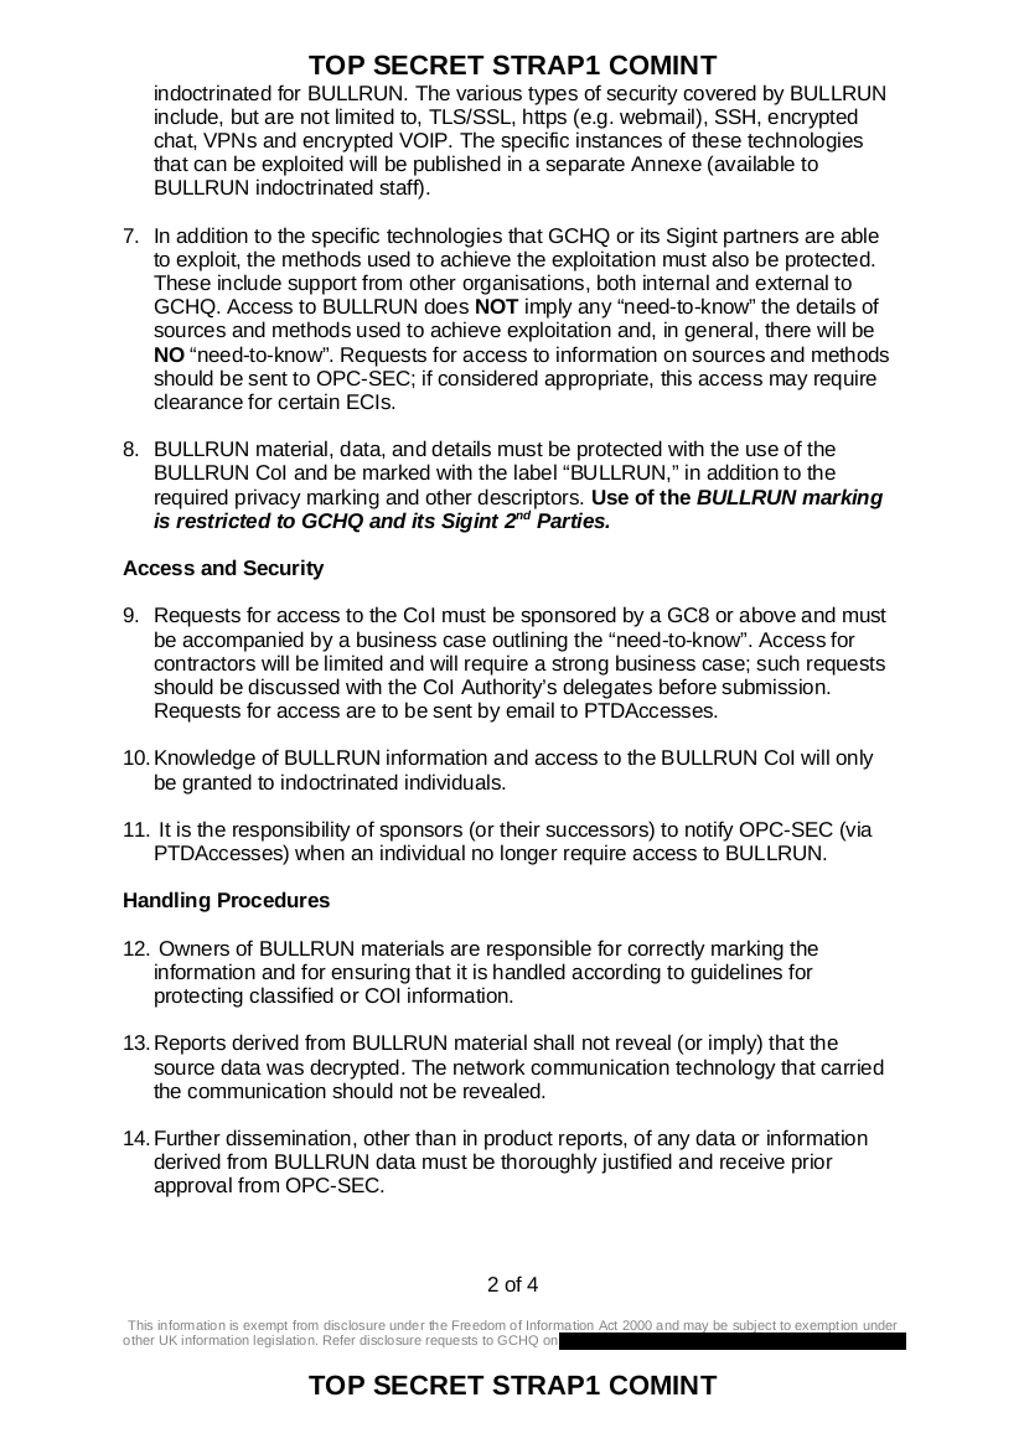 TOP SECRET STRAP1 COMINT
indoctrinated for BULLRUN. The various types of security covered by BULLRUN
include, but are not limited to, TLS/SSL, https (e.g. webmail), SSH, encrypted
chat, VPNs and encrypted VOIP. The specific instances of these technologies
that can be exploited will be published in a separate Annexe (available to
BULLRUN indoctrinated staff).
7. In addition to the specific technologies that GCHQ or its Sigint partners are able
to exploit, the methods used to achieve the exploitation must also be protected.
These include support from other organisations, both internal and external to
GCHQ. Access to BULLRUN does NOT imply any “need-to-know” the details of
sources and methods used to achieve exploitation and, in general, there will be
NO “need-to-know”. Requests for access to information on sources and methods
should be sent to OPC-SEC; if considered appropriate, this access may require
clearance for certain ECIs.
8. BULLRUN material, data, and details must be protected with the use of the
BULLRUN CoI and be marked with the label “BULLRUN,” in addition to the
required privacy marking and other descriptors. Use of the BULLRUN marking
is restricted to GCHQ and its Sigint 2nd Parties.
Access and Security
9. Requests for access to the CoI must be sponsored by a GC8 or above and must
be accompanied by a business case outlining the “need-to-know”. Access for
contractors will be limited and will require a strong business case; such requests
should be discussed with the CoI Authority’s delegates before submission.
Requests for access are to be sent by email to PTDAccesses.
10. Knowledge of BULLRUN information and access to the BULLRUN CoI will only
be granted to indoctrinated individuals.
11. It is the responsibility of sponsors (or their successors) to notify OPC-SEC (via
PTDAccesses) when an individual no longer require access to BULLRUN.
Handling Procedures
12. Owners of BULLRUN materials are responsible for correctly marking the
information and for ensuring that it is handled according to guidelines for
protecting classified or COI information.
13. Reports derived from BULLRUN material shall not reveal (or imply) that the
source data was decrypted. The network communication technology that carried
the communication should not be revealed.
14. Further dissemination, other than in product reports, of any data or information
derived from BULLRUN data must be thoroughly justified and receive prior
approval from OPC-SEC.
2 of 4
This information is exempt from disclosure under the Freedom of Information Act 2000 and may be subject to exemption under
other UK information legislation. Refer disclosure requests to GCHQ on
TOP SECRET STRAP1 COMINT